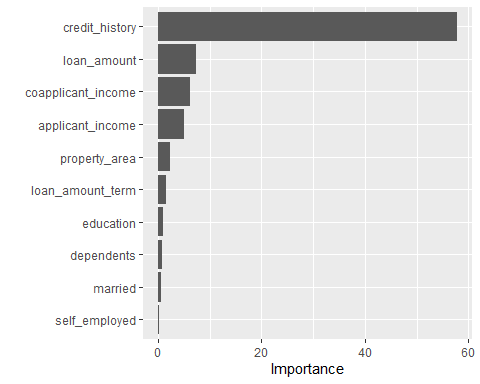 credit_history
loan_amount
coapplicant_income
applicant_income
property_area
loan_amount_term
education
dependents
married
self_employed
0 20 40 60
Importance